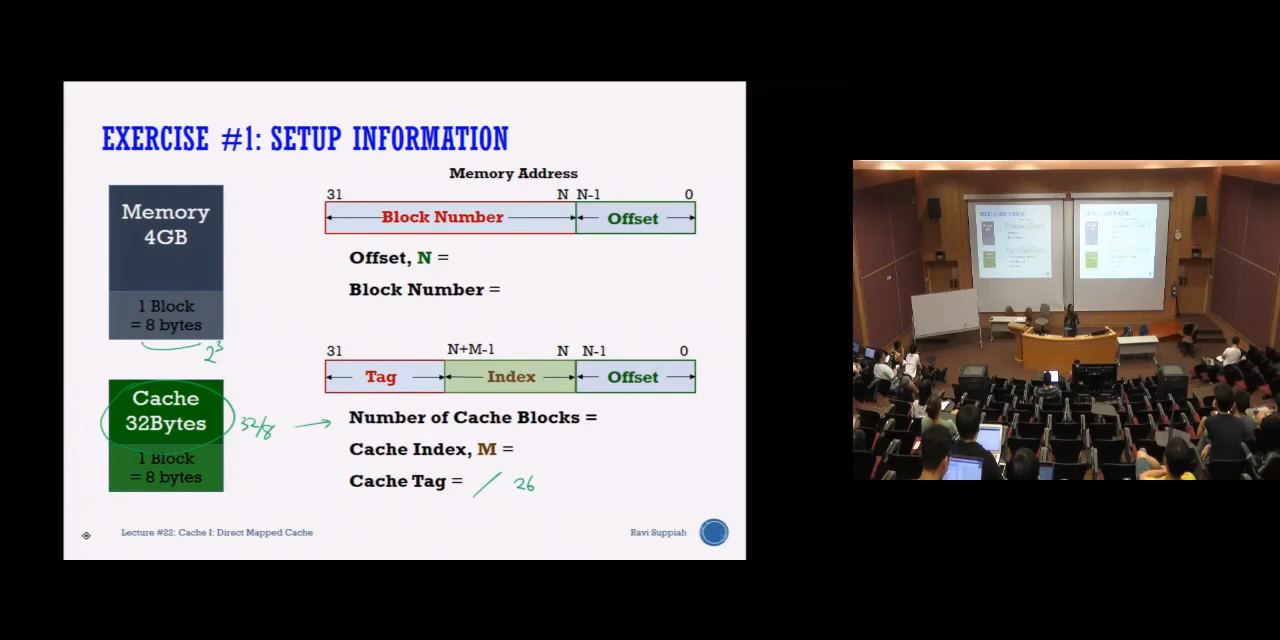 EXERCISE #1: SETUP INFORMATION
Memory
4GB
1 Block
= 8 bytes
2³
Cache
32Bytes
1 Block
= 8 bytes
32/8
Memory Address
31 N N-1 0
Block Number Offset
Offset, N =
Block Number =
31 N+M-1 N N-1 0
Tag Index Offset
Number of Cache Blocks =
Cache Index, M =
Cache Tag = / 26
Lecture #22: Cache I: Direct Mapped Cache
Ravi Suppiah